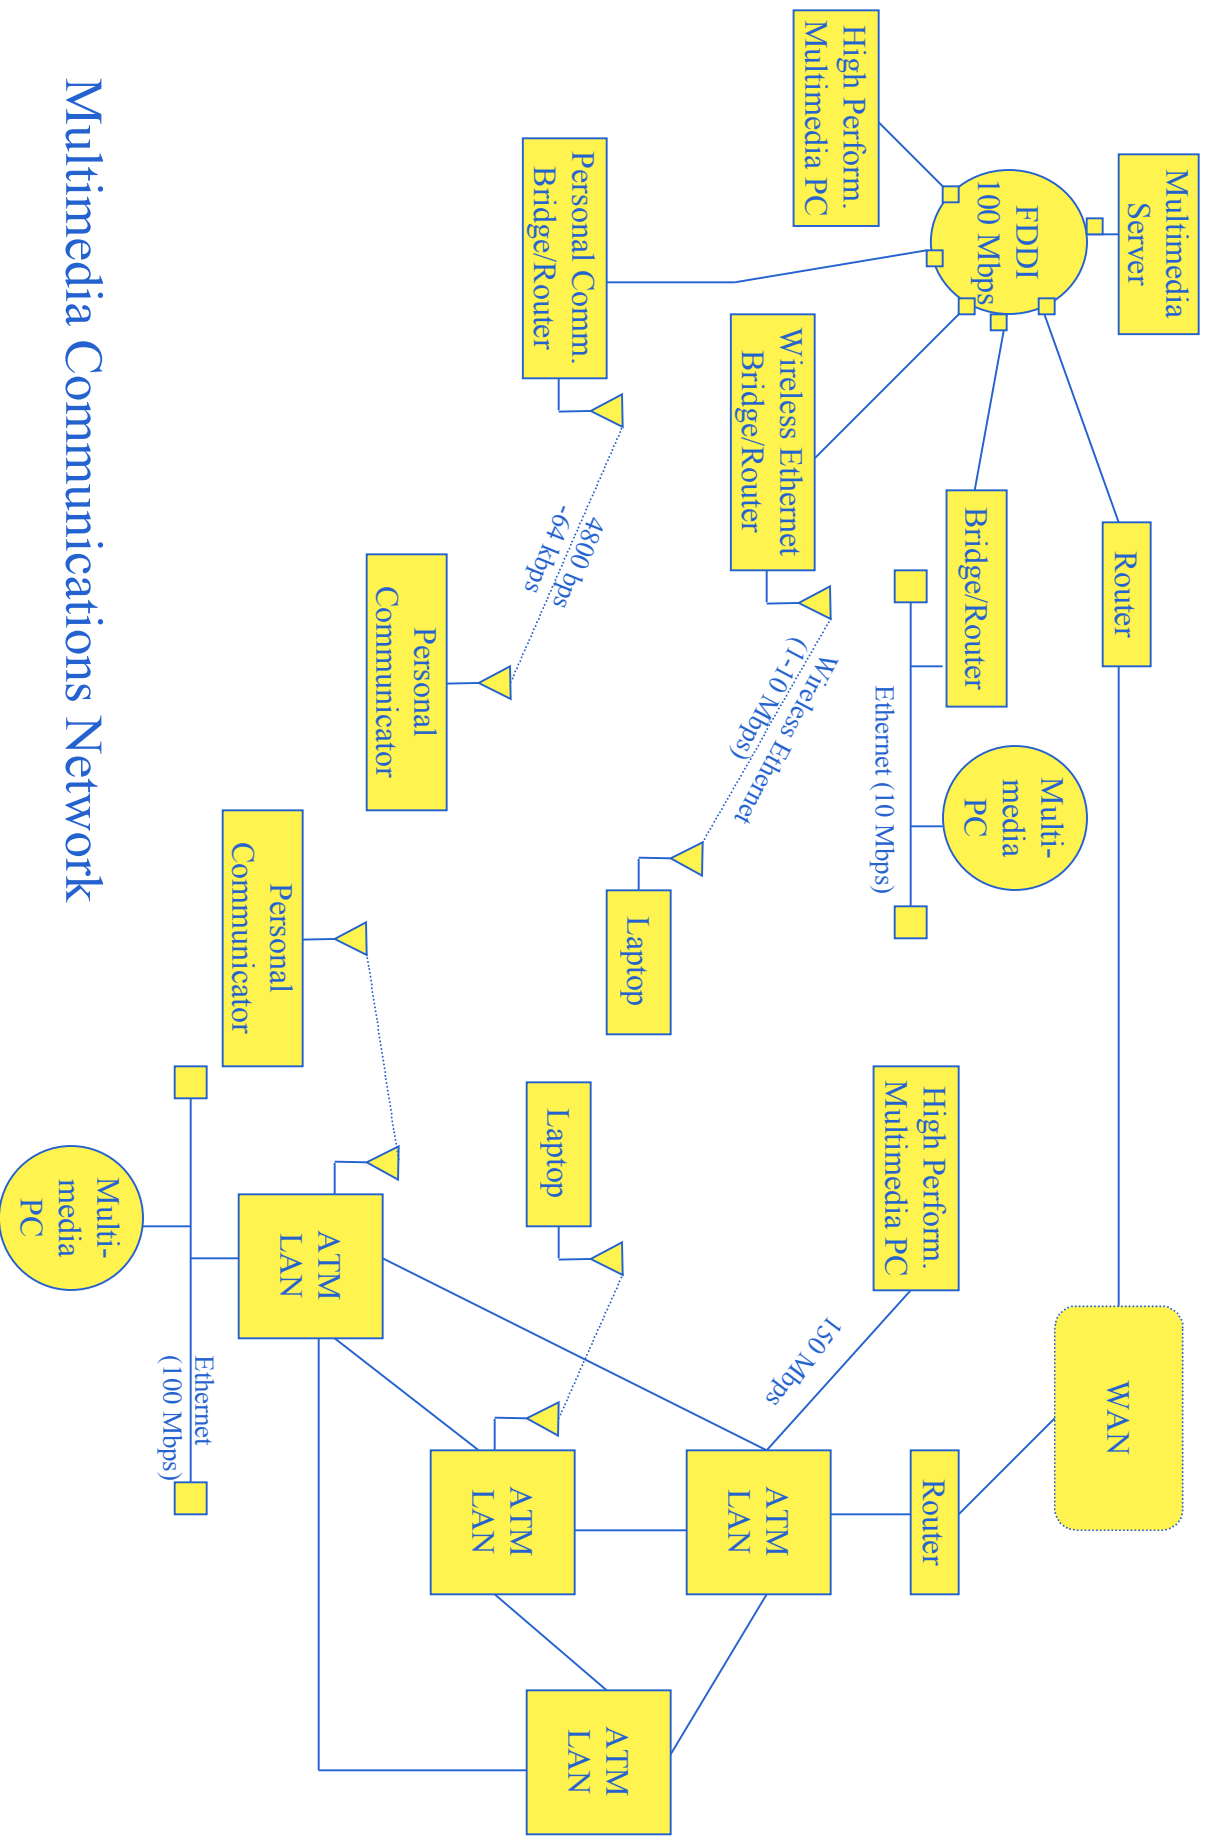 Multimedia
Server
FDDI
100 Mbps
High Perform.
Multimedia PC
Router
Bridge/Router
Multi-
media
PC
Ethernet (10 Mbps)
Wireless Ethernet
Bridge/Router
Wireless Ethernet
(1-10 Mbps)
Laptop
Personal Comm.
Bridge/Router
4800 bps
-64 kbps
Personal
Communicator
WAN
Router
High Perform.
Multimedia PC
150 Mbps
ATM
LAN
Laptop
ATM
LAN
ATM
LAN
Personal
Communicator
ATM
LAN
Ethernet
(100 Mbps)
Multi-
media
PC
Multimedia Communications Network